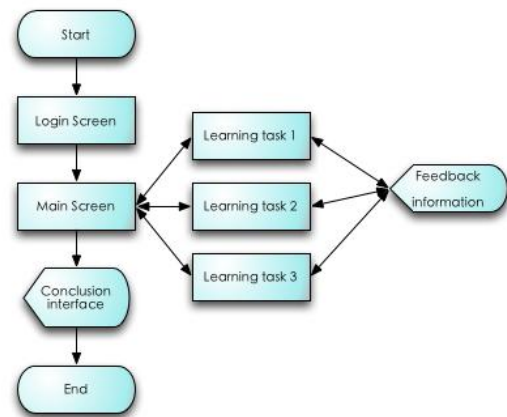 Start
Login Screen
Main Screen
Conclusion
interface
End
Learning task 1
Learning task 2
Learning task 3
Feedback
information